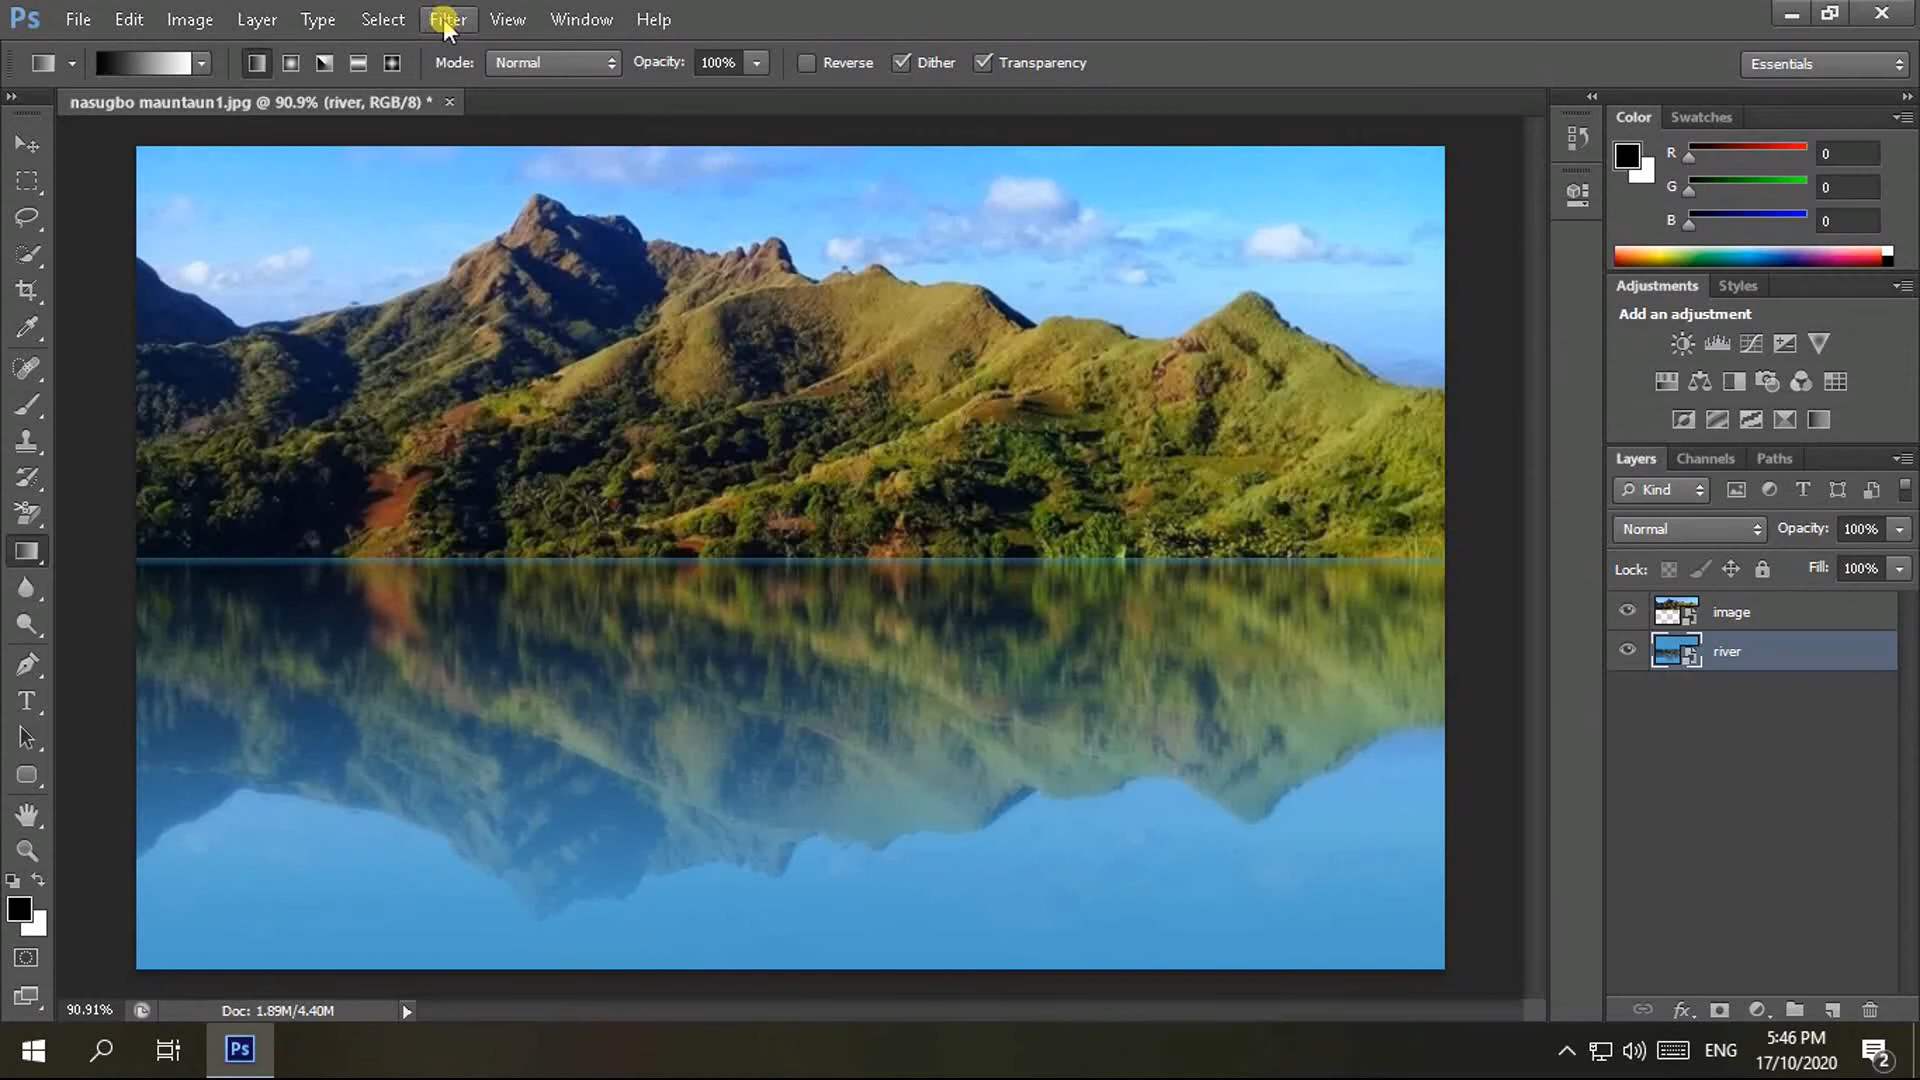 Ps File Edit Image Layer Type Select Filter View Window Help
Mode: Normal Opacity: 100% Reverse Dither Transparency Essentials
nasugbo mauntaun1.jpg @ 90.9% (river, RGB/8) * ×
Color Swatches
R 0
G 0
B 0
Adjustments Styles
Add an adjustment
Layers Channels Paths
Kind
Normal Opacity: 100%
Lock: Fill: 100%
image
river
T
90.91% Doc: 1.89M/4.40M
fx
Ps
ENG
5:46 PM
17/10/2020
2